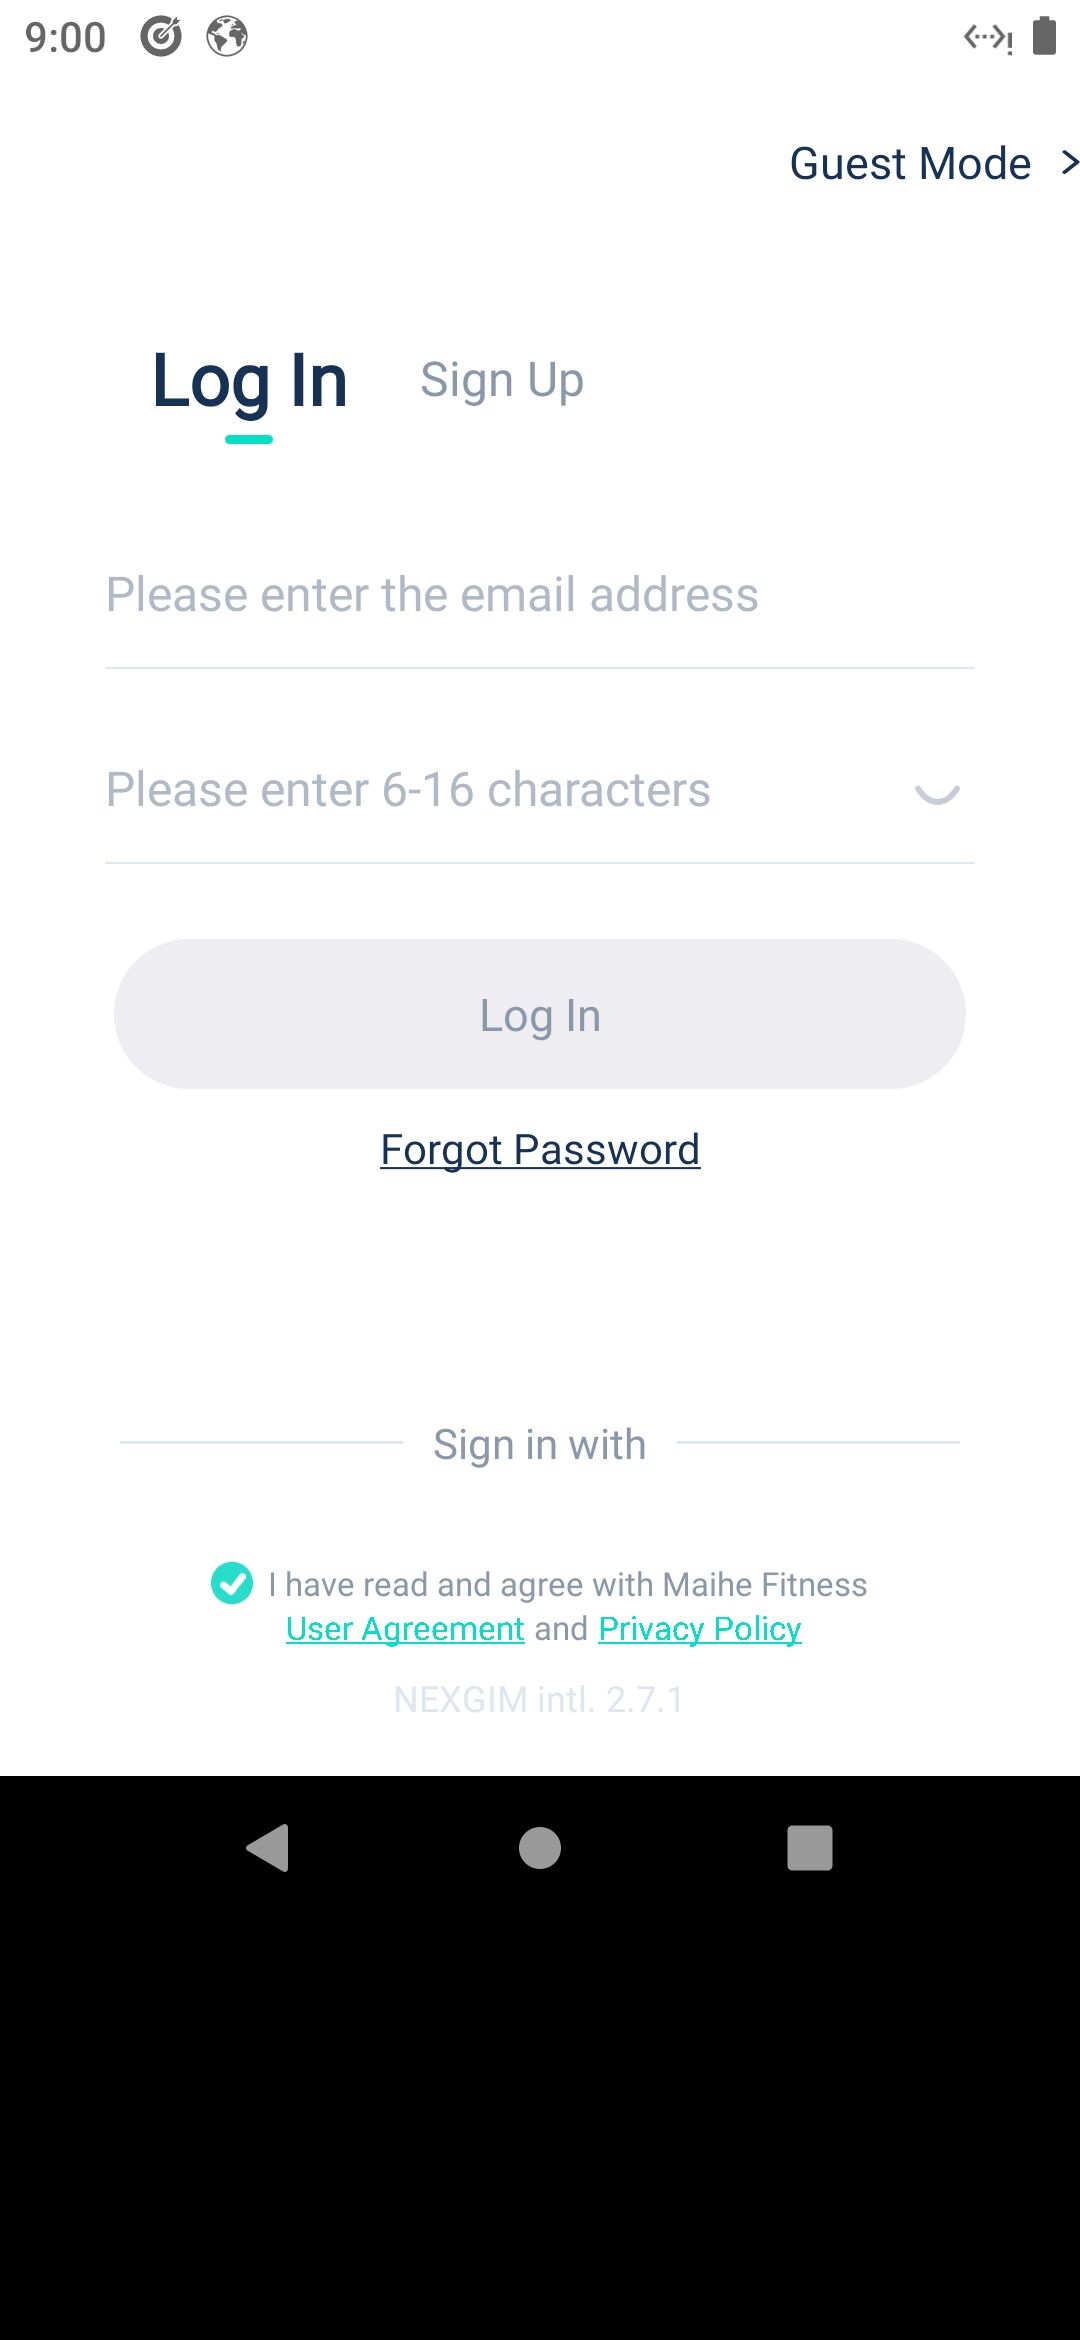 9:00
Guest Mode
Log In Sign Up
Please enter the email address
Please enter 6-16 characters
Log In
Forgot Password
Sign in with
I have read and agree with Maihe Fitness
User Agreement and Privacy Policy
NEXGIM intl. 2.7.1